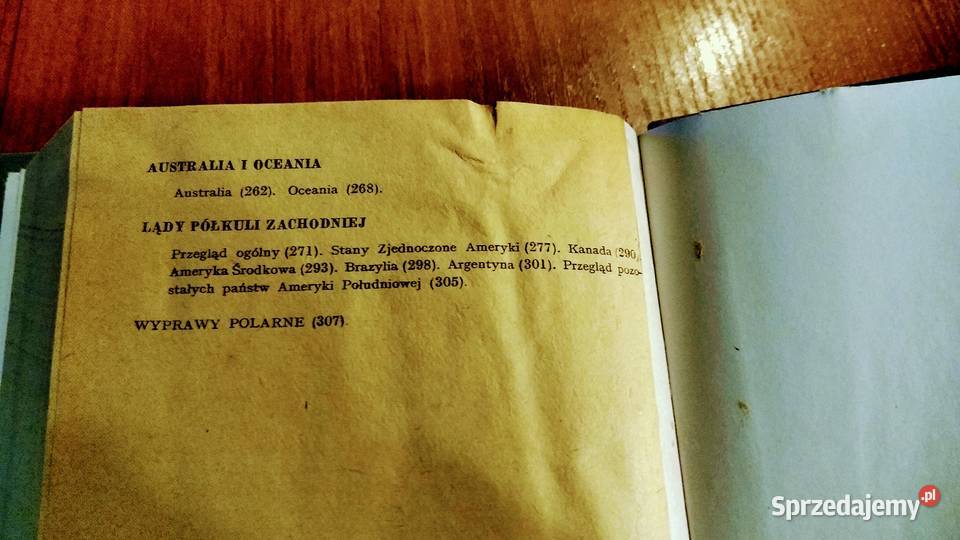 AUSTRALIA I OCEANIA
Australia (262). Oceania (268).
LĄDY PÓŁKULI ZACHODNIEJ
Przegląd ogólny (271). Stany Zjednoczone Ameryki (277). Kanada (290).
Ameryka Środkowa (293). Brazylia (298). Argentyna (301). Przegląd pozo-
stałych państw Ameryki Południowej (305).
WYPRAWY POLARNE (307).
Sprzedajemy.pl